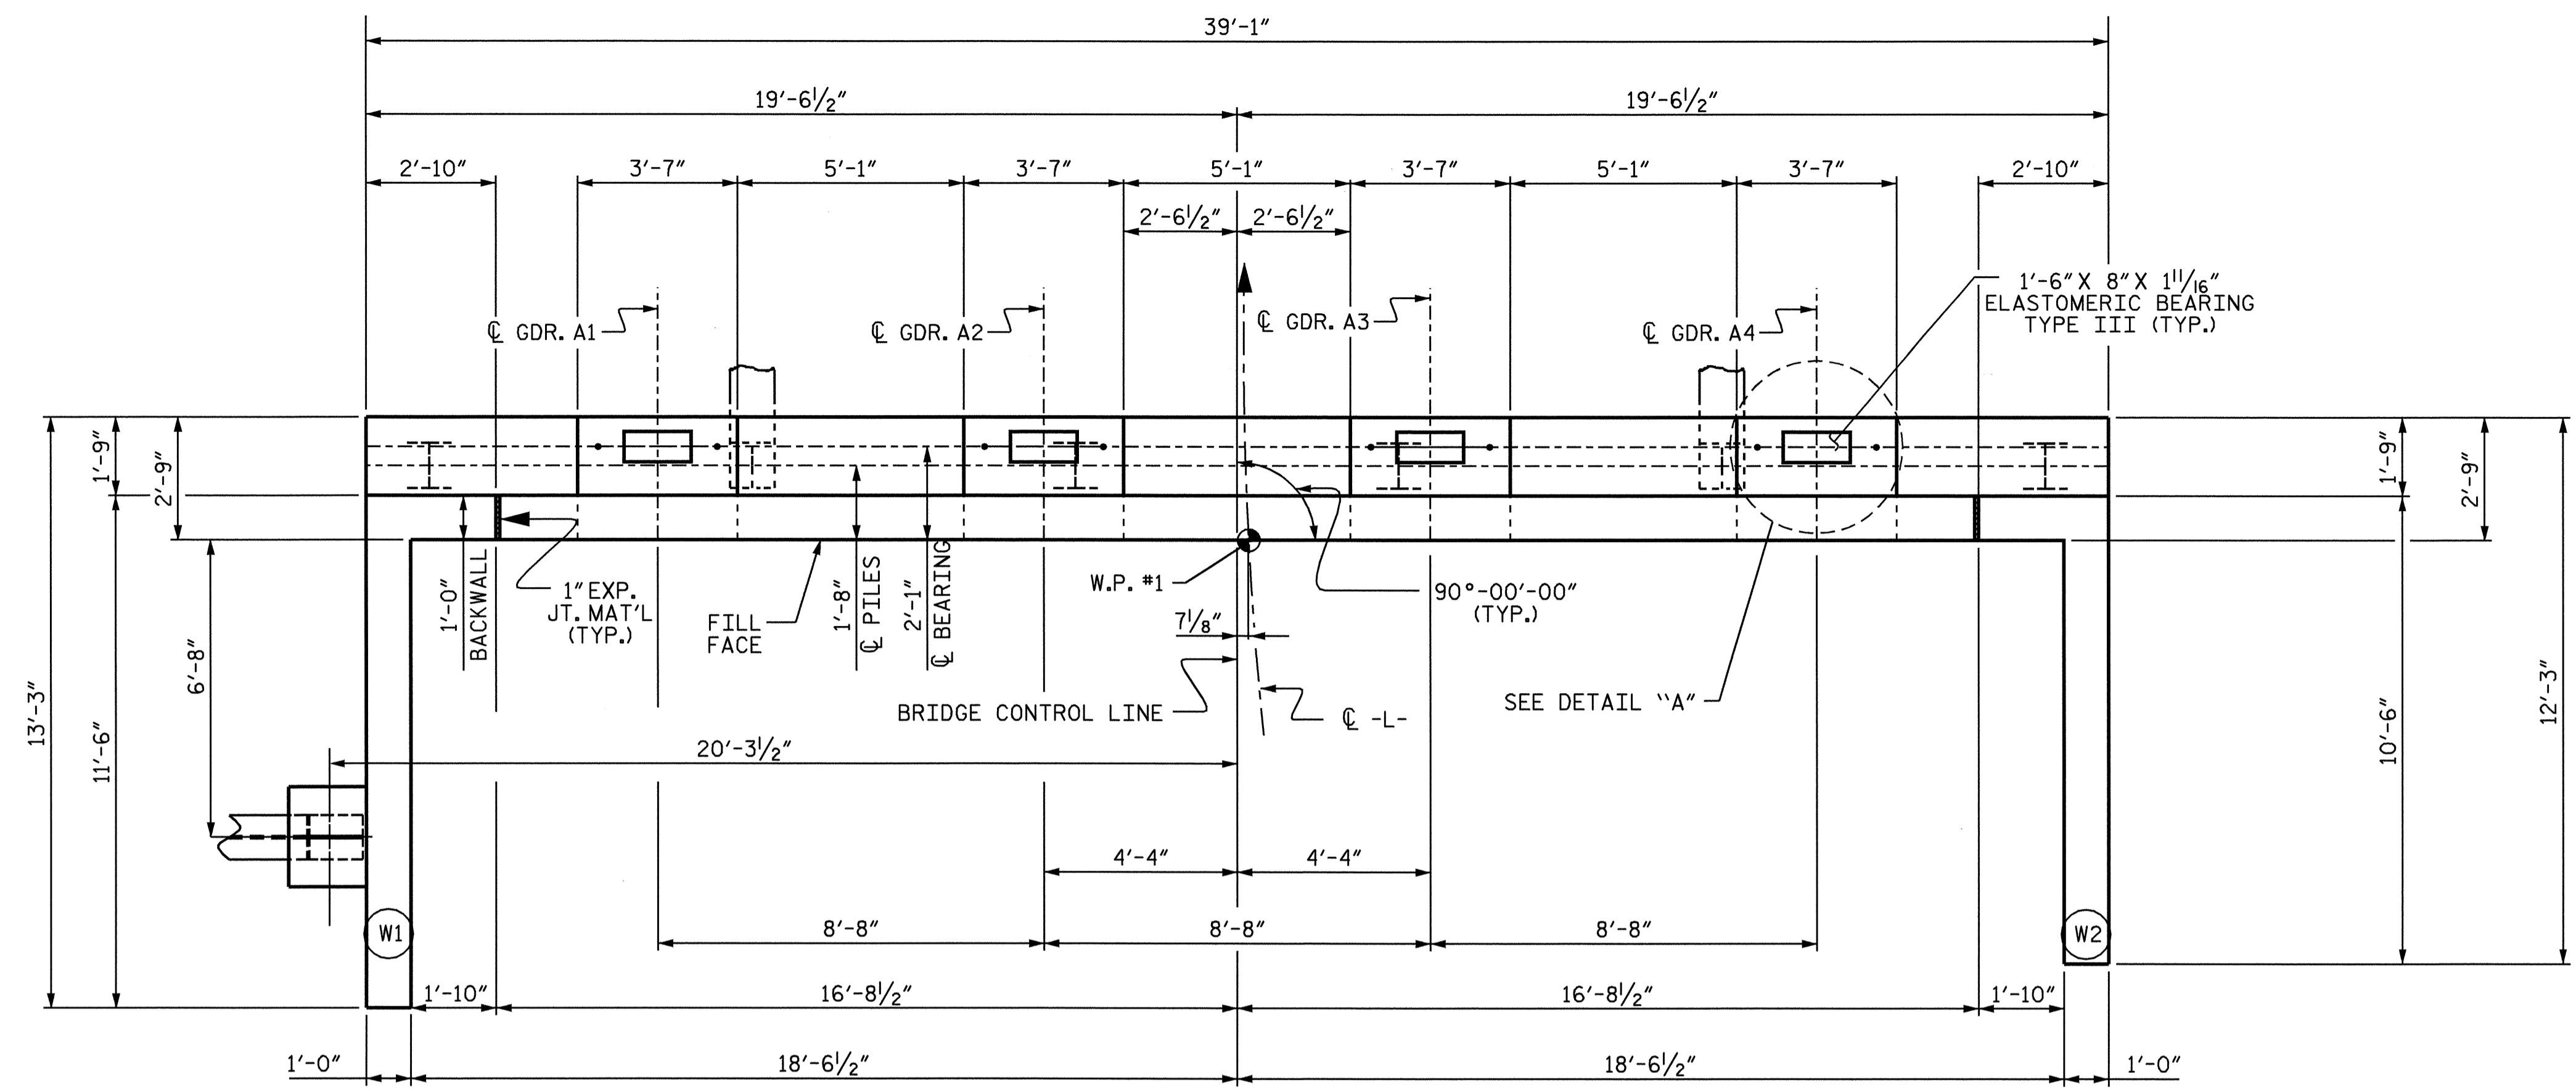 39'-1"
19'-6½" 19'-6½"
2'-10" 3'-7" 5'-1" 3'-7" 5'-1" 3'-7" 5'-1" 3'-7" 2'-10"
2'-6½" 2'-6½"
1'-6" X 8" X 1 11/16"
ELASTOMERIC BEARING
TYPE III (TYP.)
℄ GDR. A1
℄ GDR. A2
℄ GDR. A3
℄ GDR. A4
1'-9"
2'-9"
1'-9"
2'-9"
13'-3"
11'-6"
6'-8"
1'-0"
BACKWALL
1" EXP.
JT. MAT'L
(TYP.)
FILL
FACE
1'-8"
℄ PILES
2'-1"
℄ BEARING
W.P. #1
7⅛"
90°-00'-00"
(TYP.)
BRIDGE CONTROL LINE
℄ -L-
SEE DETAIL "A"
10'-6"
12'-3"
20'-3½"
4'-4" 4'-4"
W1
8'-8" 8'-8" 8'-8"
W2
1'-10" 16'-8½" 16'-8½" 1'-10"
1'-0" 18'-6½" 18'-6½" 1'-0"